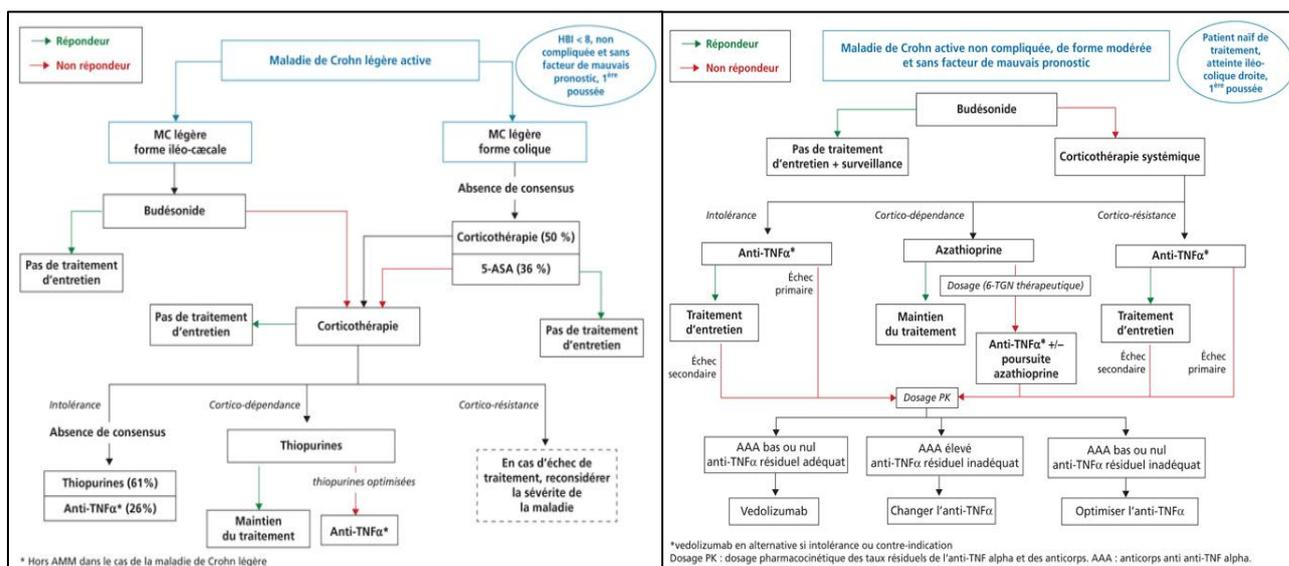 Répondeur
Non répondeur
Maladie de Crohn légère active
HBI < 8, non
compliquée et sans
facteur de mauvais
pronostic, 1ère
poussée
MC légère
forme iléo-cæcale
MC légère
forme colique
Absence de consensus
Budésonide
Corticothérapie (50 %)
5-ASA (36 %)
Pas de traitement
d'entretien
Pas de traitement
d'entretien
Corticothérapie
Pas de traitement
d'entretien
Intolérance
Cortico-dépendance
Cortico-résistance
Absence de consensus
Thiopurines (61%)
Anti-TNFα* (26%)
Thiopurines
thiopurines optimisées
Maintien
du traitement
Anti-TNFα*
En cas d'échec de
traitement, reconsidérer
la sévérite de
la maladie
* Hors AMM dans le cas de la maladie de Crohn légère
Répondeur
Non répondeur
Maladie de Crohn active non compliquée, de forme modérée
et sans facteur de mauvais pronostic
Patient naïf de
traitement,
atteinte iléo-
colique droite,
1ère poussée
Budésonide
Pas de traitement
d'entretien + surveillance
Corticothérapie systémique
Intolérance
Cortico-dépendance
Cortico-résistance
Anti-TNFα*
Azathioprine
Anti-TNFα*
Échec
primaire
Dosage (6-TGN thérapeutique)
Traitement
d'entretien
Maintien
du traitement
Traitement
d'entretien
Anti-TNFα* +/–
poursuite
azathioprine
Échec
secondaire
Échec
secondaire
Échec
primaire
Dosage PK
AAA bas ou nul
anti-TNFα résiduel adéquat
AAA élevé
anti-TNFα résiduel inadéquat
AAA bas ou nul
anti-TNFα résiduel inadéquat
Vedolizumab
Changer l'anti-TNFα
Optimiser l'anti-TNFα
*vedolizumab en alternative si intolérance ou contre-indication
Dosage PK : dosage pharmacocinétique des taux résiduels de l'anti-TNF alpha et des anticorps. AAA : anticorps anti anti-TNF alpha.